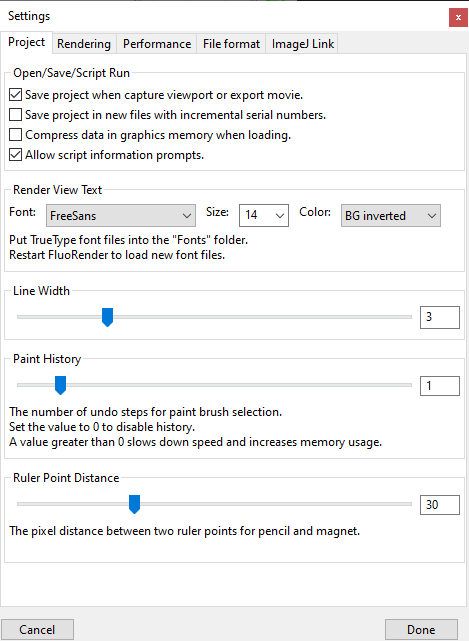 Settings
x
Project Rendering Performance File format ImageJ Link
Open/Save/Script Run
Save project when capture viewport or export movie.
Save project in new files with incremental serial numbers.
Compress data in graphics memory when loading.
Allow script information prompts.
Render View Text
Font: FreeSans Size: 14 Color: BG inverted
Put TrueType font files into the "Fonts" folder.
Restart FluoRender to load new font files.
Line Width
3
Paint History
1
The number of undo steps for paint brush selection.
Set the value to 0 to disable history.
A value greater than 0 slows down speed and increases memory usage.
Ruler Point Distance
30
The pixel distance between two ruler points for pencil and magnet.
Cancel Done